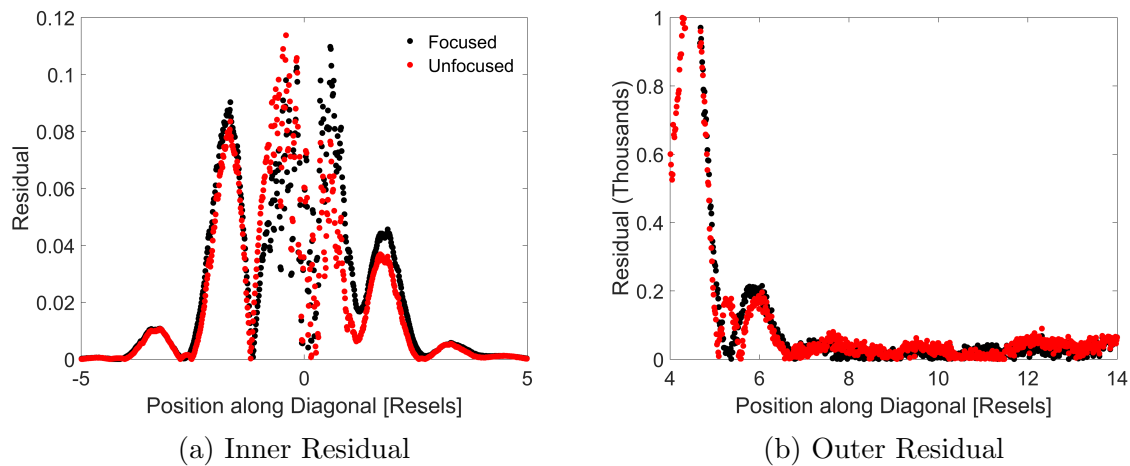 0.12
0.1
0.08
0.06
0.04
0.02
0
Residual
-5
0
5
Position along Diagonal [Resels]
Focused
Unfocused
(a) Inner Residual
1
0.8
0.6
0.4
0.2
0
Residual (Thousands)
4
6
8
10
12
14
Position along Diagonal [Resels]
(b) Outer Residual